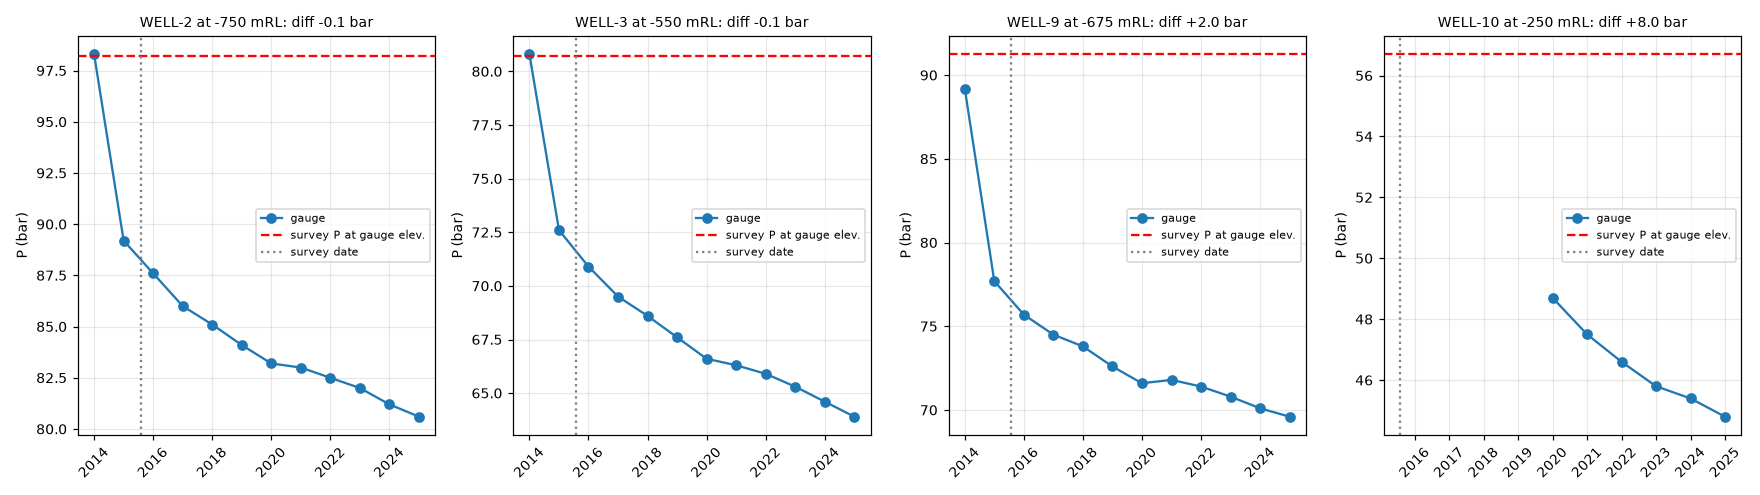 WELL-2 at -750 mRL: diff -0.1 bar
P (bar)
97.5
95.0
92.5
90.0
87.5
85.0
82.5
80.0
gauge
survey P at gauge elev.
survey date
2014
2016
2018
2020
2022
2024
WELL-3 at -550 mRL: diff -0.1 bar
P (bar)
80.0
77.5
75.0
72.5
70.0
67.5
65.0
gauge
survey P at gauge elev.
survey date
2014
2016
2018
2020
2022
2024
WELL-9 at -675 mRL: diff +2.0 bar
P (bar)
90
85
80
75
70
gauge
survey P at gauge elev.
survey date
2014
2016
2018
2020
2022
2024
WELL-10 at -250 mRL: diff +8.0 bar
P (bar)
56
54
52
50
48
46
gauge
survey P at gauge elev.
survey date
2016
2017
2018
2019
2020
2021
2022
2023
2024
2025